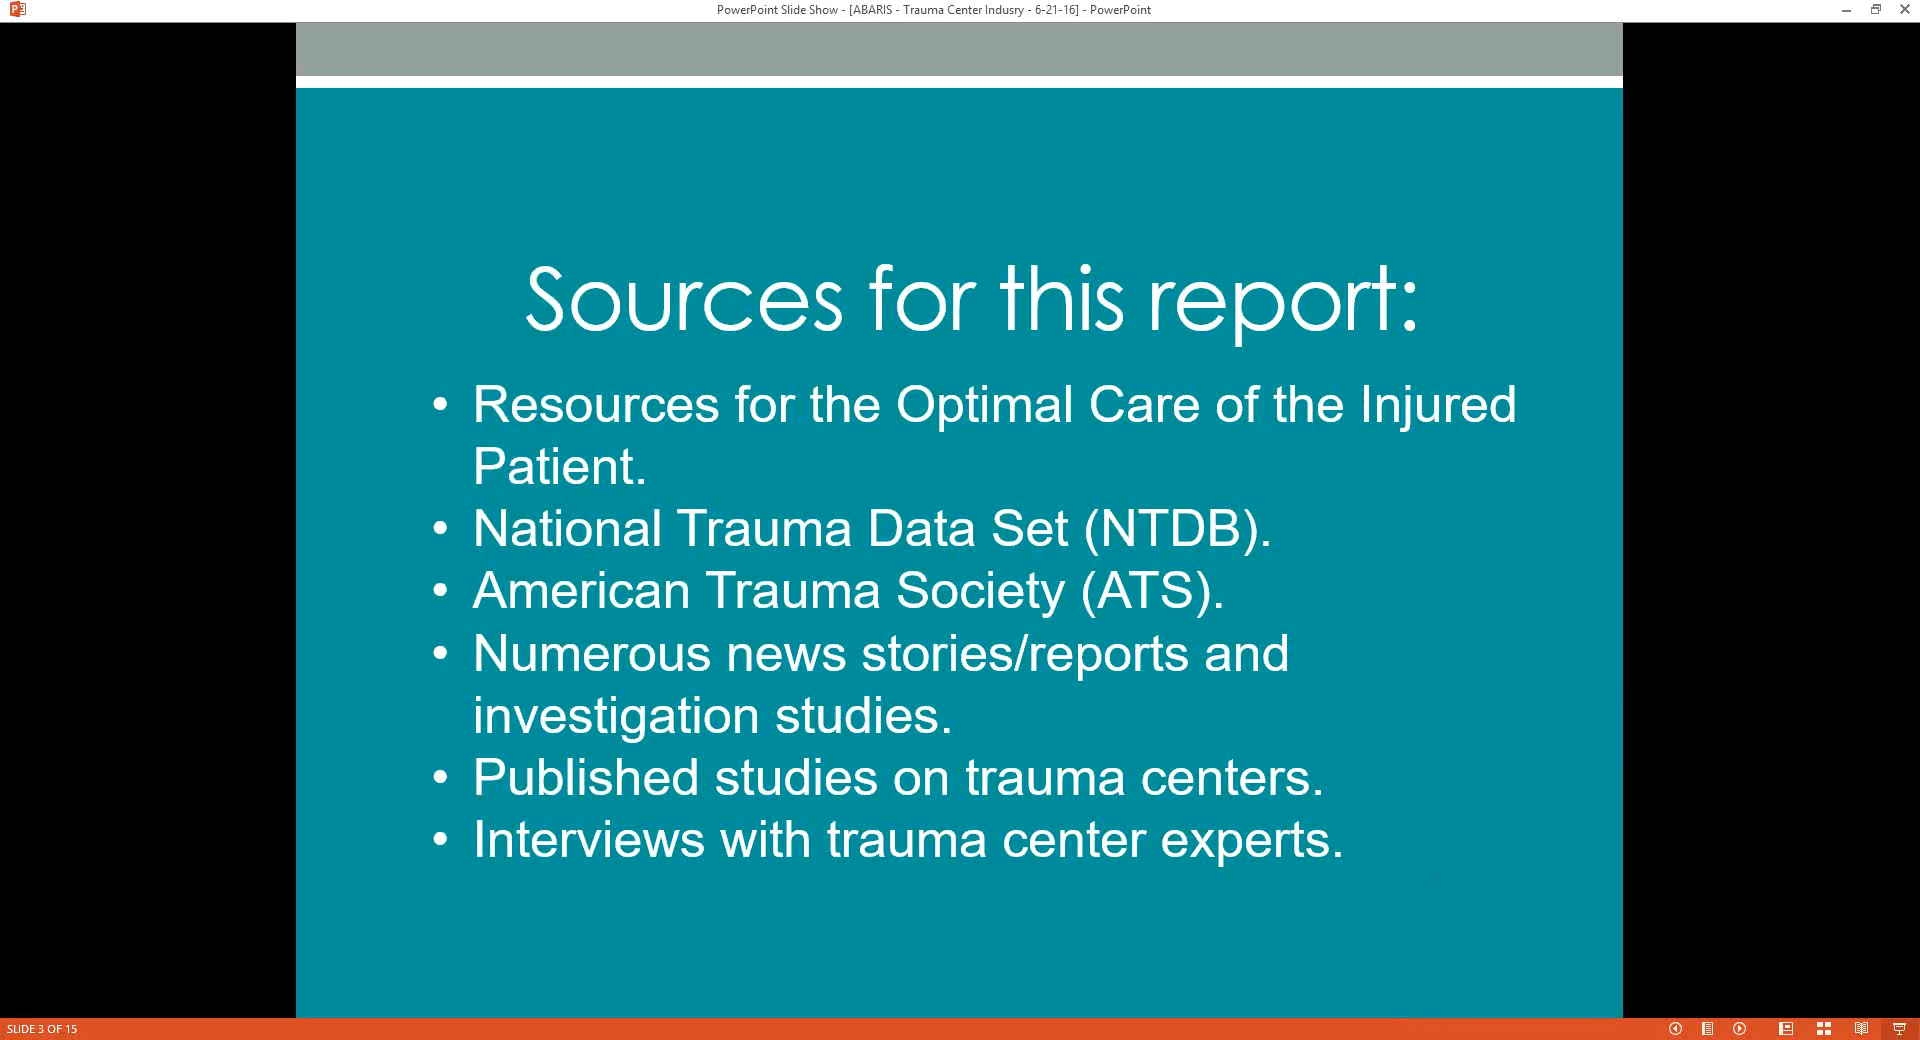 PowerPoint Slide Show - [ABARIS - Trauma Center Indusry - 6-21-16] - PowerPoint
Sources for this report:
• Resources for the Optimal Care of the Injured
Patient.
• National Trauma Data Set (NTDB).
• American Trauma Society (ATS).
• Numerous news stories/reports and
investigation studies.
• Published studies on trauma centers.
• Interviews with trauma center experts.
SLIDE 3 OF 15